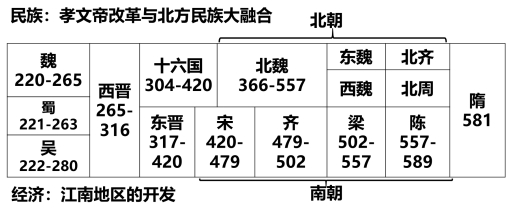 民族：孝文帝改革与北方民族大融合
北朝
魏
220-265
蜀
221-263
吴
222-280
西晋
265-
316
十六国
304-420
北魏
366-557
东魏
北齐
西魏
北周
东晋
317-
420
宋
420-
479
齐
479-
502
梁
502-
557
陈
557-
589
隋
581
经济：江南地区的开发
南朝